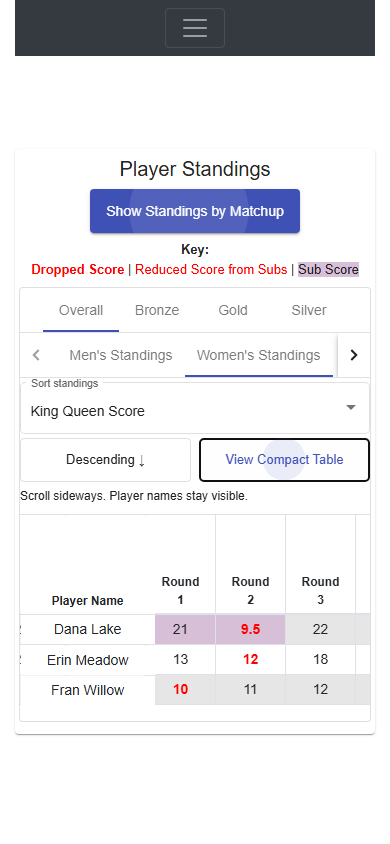 Player Standings
Show Standings by Matchup
Key:
Dropped Score | Reduced Score from Subs | Sub Score
Overall Bronze Gold Silver
Men's Standings Women's Standings
Sort standings
King Queen Score
Descending ↓ View Compact Table
Scroll sideways. Player names stay visible.
Player Name Round 1 Round 2 Round 3
Dana Lake 21 9.5 22
Erin Meadow 13 12 18
Fran Willow 10 11 12